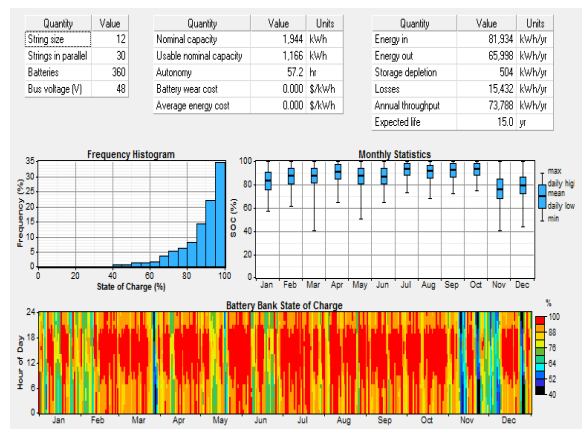 Quantity Value
String size 12
Strings in parallel 30
Batteries 360
Bus voltage (V) 48
Quantity Value Units
Nominal capacity 1,944 kWh
Usable nominal capacity 1,166 kWh
Autonomy 57.2 hr
Battery wear cost 0.000 $/kWh
Average energy cost 0.000 $/kWh
Quantity Value Units
Energy in 81,934 kWh/yr
Energy out 65,998 kWh/yr
Storage depletion 504 kWh/yr
Losses 15,432 kWh/yr
Annual throughput 73,788 kWh/yr
Expected life 15.0 yr
Frequency Histogram
Frequency (%)
35
30
25
20
15
10
5
0
0 20 40 60 80 100
State of Charge (%)
Monthly Statistics
SOC (%)
100
80
60
40
20
0
Jan Feb Mar Apr May Jun Jul Aug Sep Oct Nov Dec
max
daily hig
mean
daily low
min
Battery Bank State of Charge
Hour of Day
24
18
12
6
0
Jan Feb Mar Apr May Jun Jul Aug Sep Oct Nov Dec
%
100
88
76
64
52
40